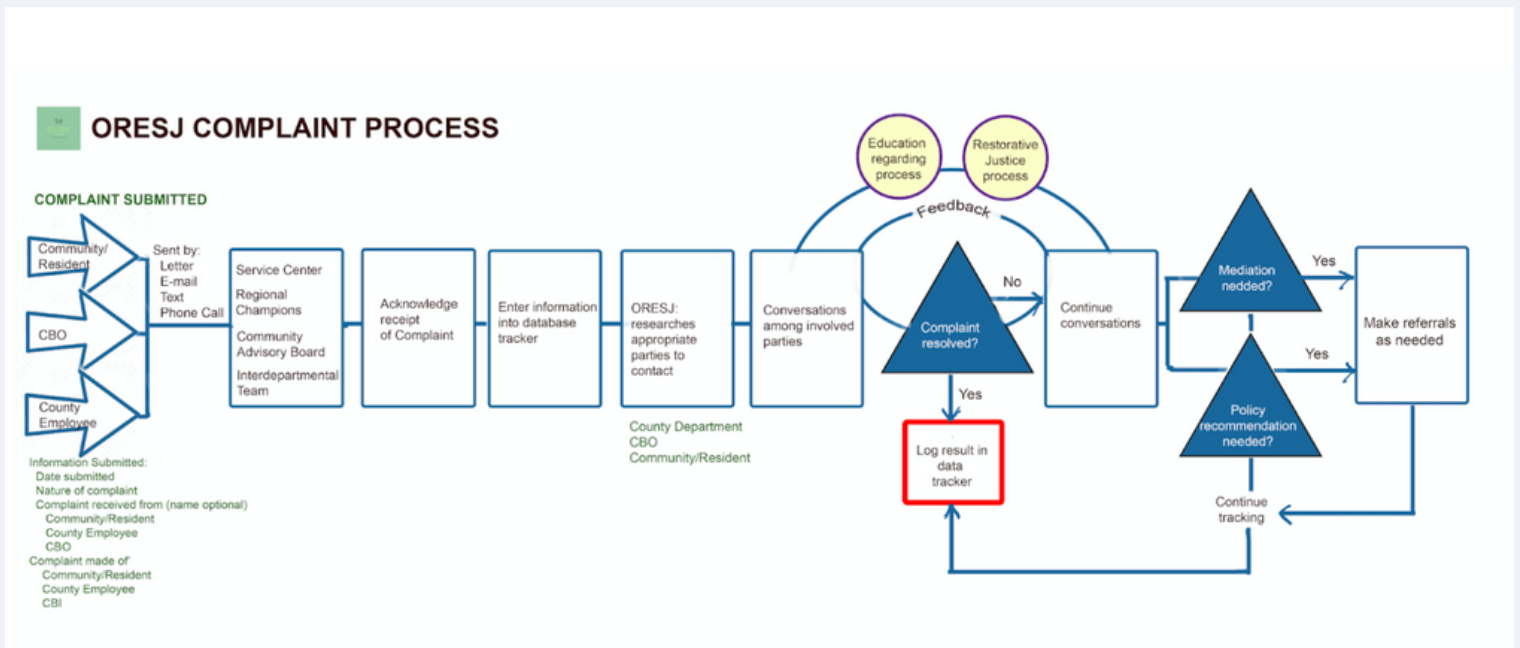 ORESJ COMPLAINT PROCESS
COMPLAINT SUBMITTED
Community/
Resident
CBO
County
Employee
Sent by:
Letter
E-mail
Text
Phone Call
Information Submitted:
Date submitted
Nature of complaint
Complaint received from (name optional)
Community/Resident
County Employee
CBO
Complaint made of'
Community/Resident
County Employee
CBI
Service Center
Regional
Champions
Community
Advisory Board
Interdepartmental
Team
Acknowledge
receipt
of Complaint
Enter information
into database
tracker
ORESJ:
researches
appropriate
parties to
contact
County Department
CBO
Community/Resident
Conversations
among involved
parties
Education
regarding
process
Restorative
Justice
process
Feedback
Complaint
resolved?
No
Yes
Log result in
data
tracker
Continue
conversations
Mediation
nedded?
Yes
Policy
recommendation
needed?
Yes
Make referrals
as needed
Continue
tracking